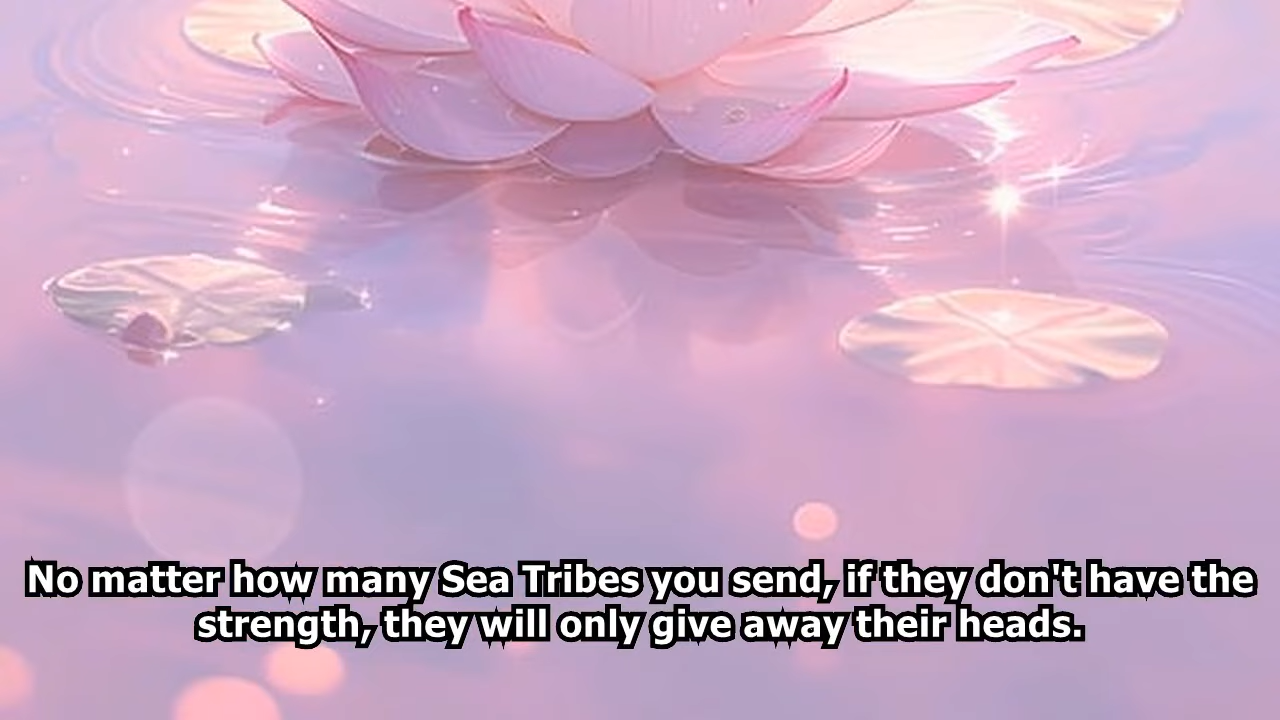 No matter how many Sea Tribes you send, if they don't have the
strength, they will only give away their heads.